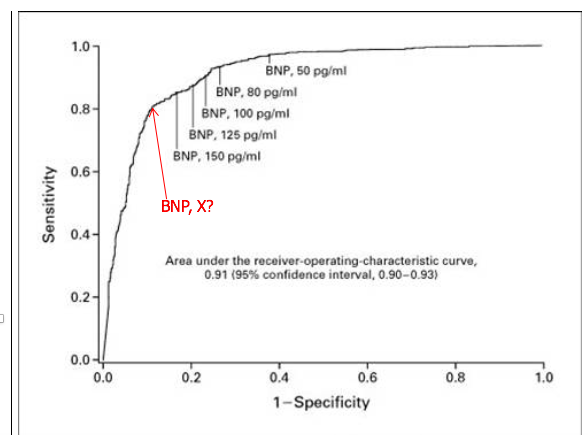 1.0
0.8
0.6
0.4
0.2
0.0
Sensitivity
BNP, 50 pg/ml
BNP, 80 pg/ml
BNP, 100 pg/ml
BNP, 125 pg/ml
BNP, 150 pg/ml
BNP, X?
Area under the receiver-operating-characteristic curve,
0.91 (95% confidence interval, 0.90–0.93)
0.0 0.2 0.4 0.6 0.8 1.0
1–Specificity